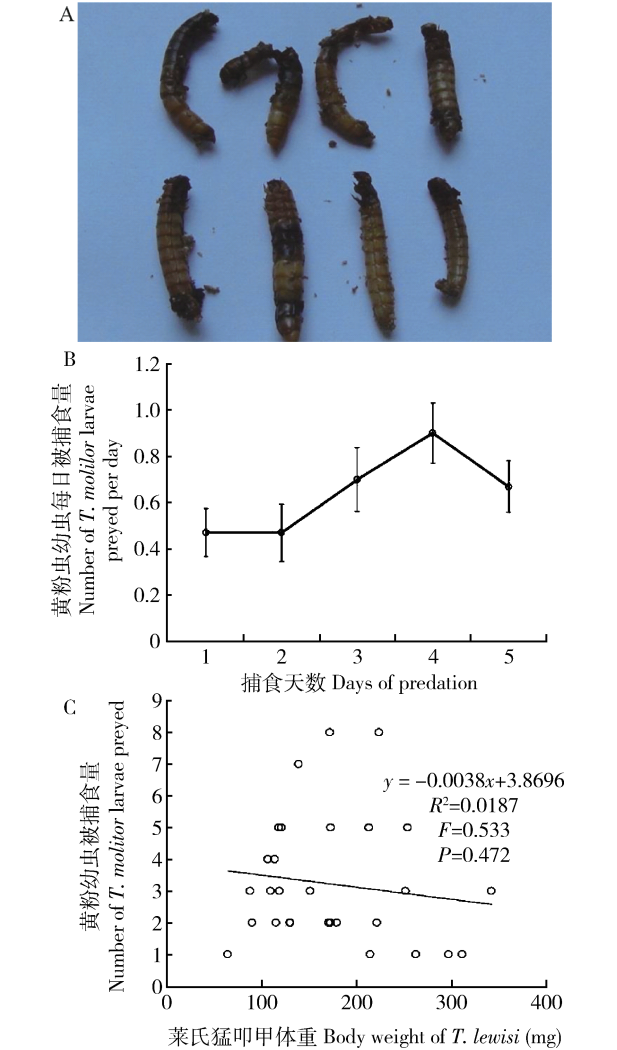 A
B
黄粉虫幼虫每日被捕食量
Number of T. molilor larvae
preyed per day
1.2
1.0
0.8
0.6
0.4
0.2
0
1 2 3 4 5
捕食天数 Days of predation
C
黄粉幼虫被捕食量
Number of T. molitor larvae preyed
9
8
7
6
5
4
3
2
1
0
y = −0.0038x+3.8696
R²=0.0187
F=0.533
P=0.472
0 100 200 300 400
莱氏猛叩甲体重 Body weight of T. lewisi (mg)